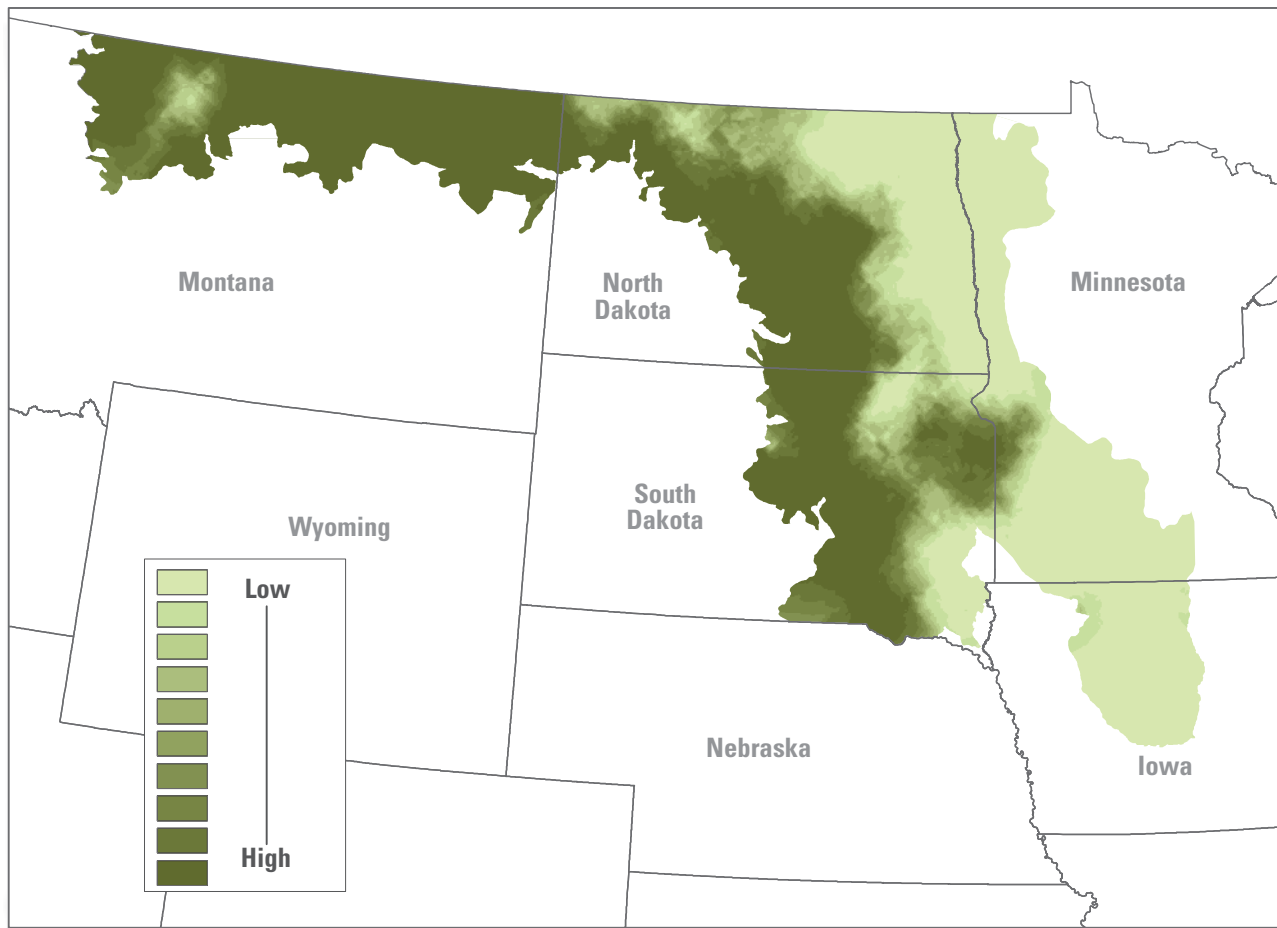 Montana
North
Dakota
Minnesota
South
Dakota
Wyoming
Low
High
Nebraska
Iowa